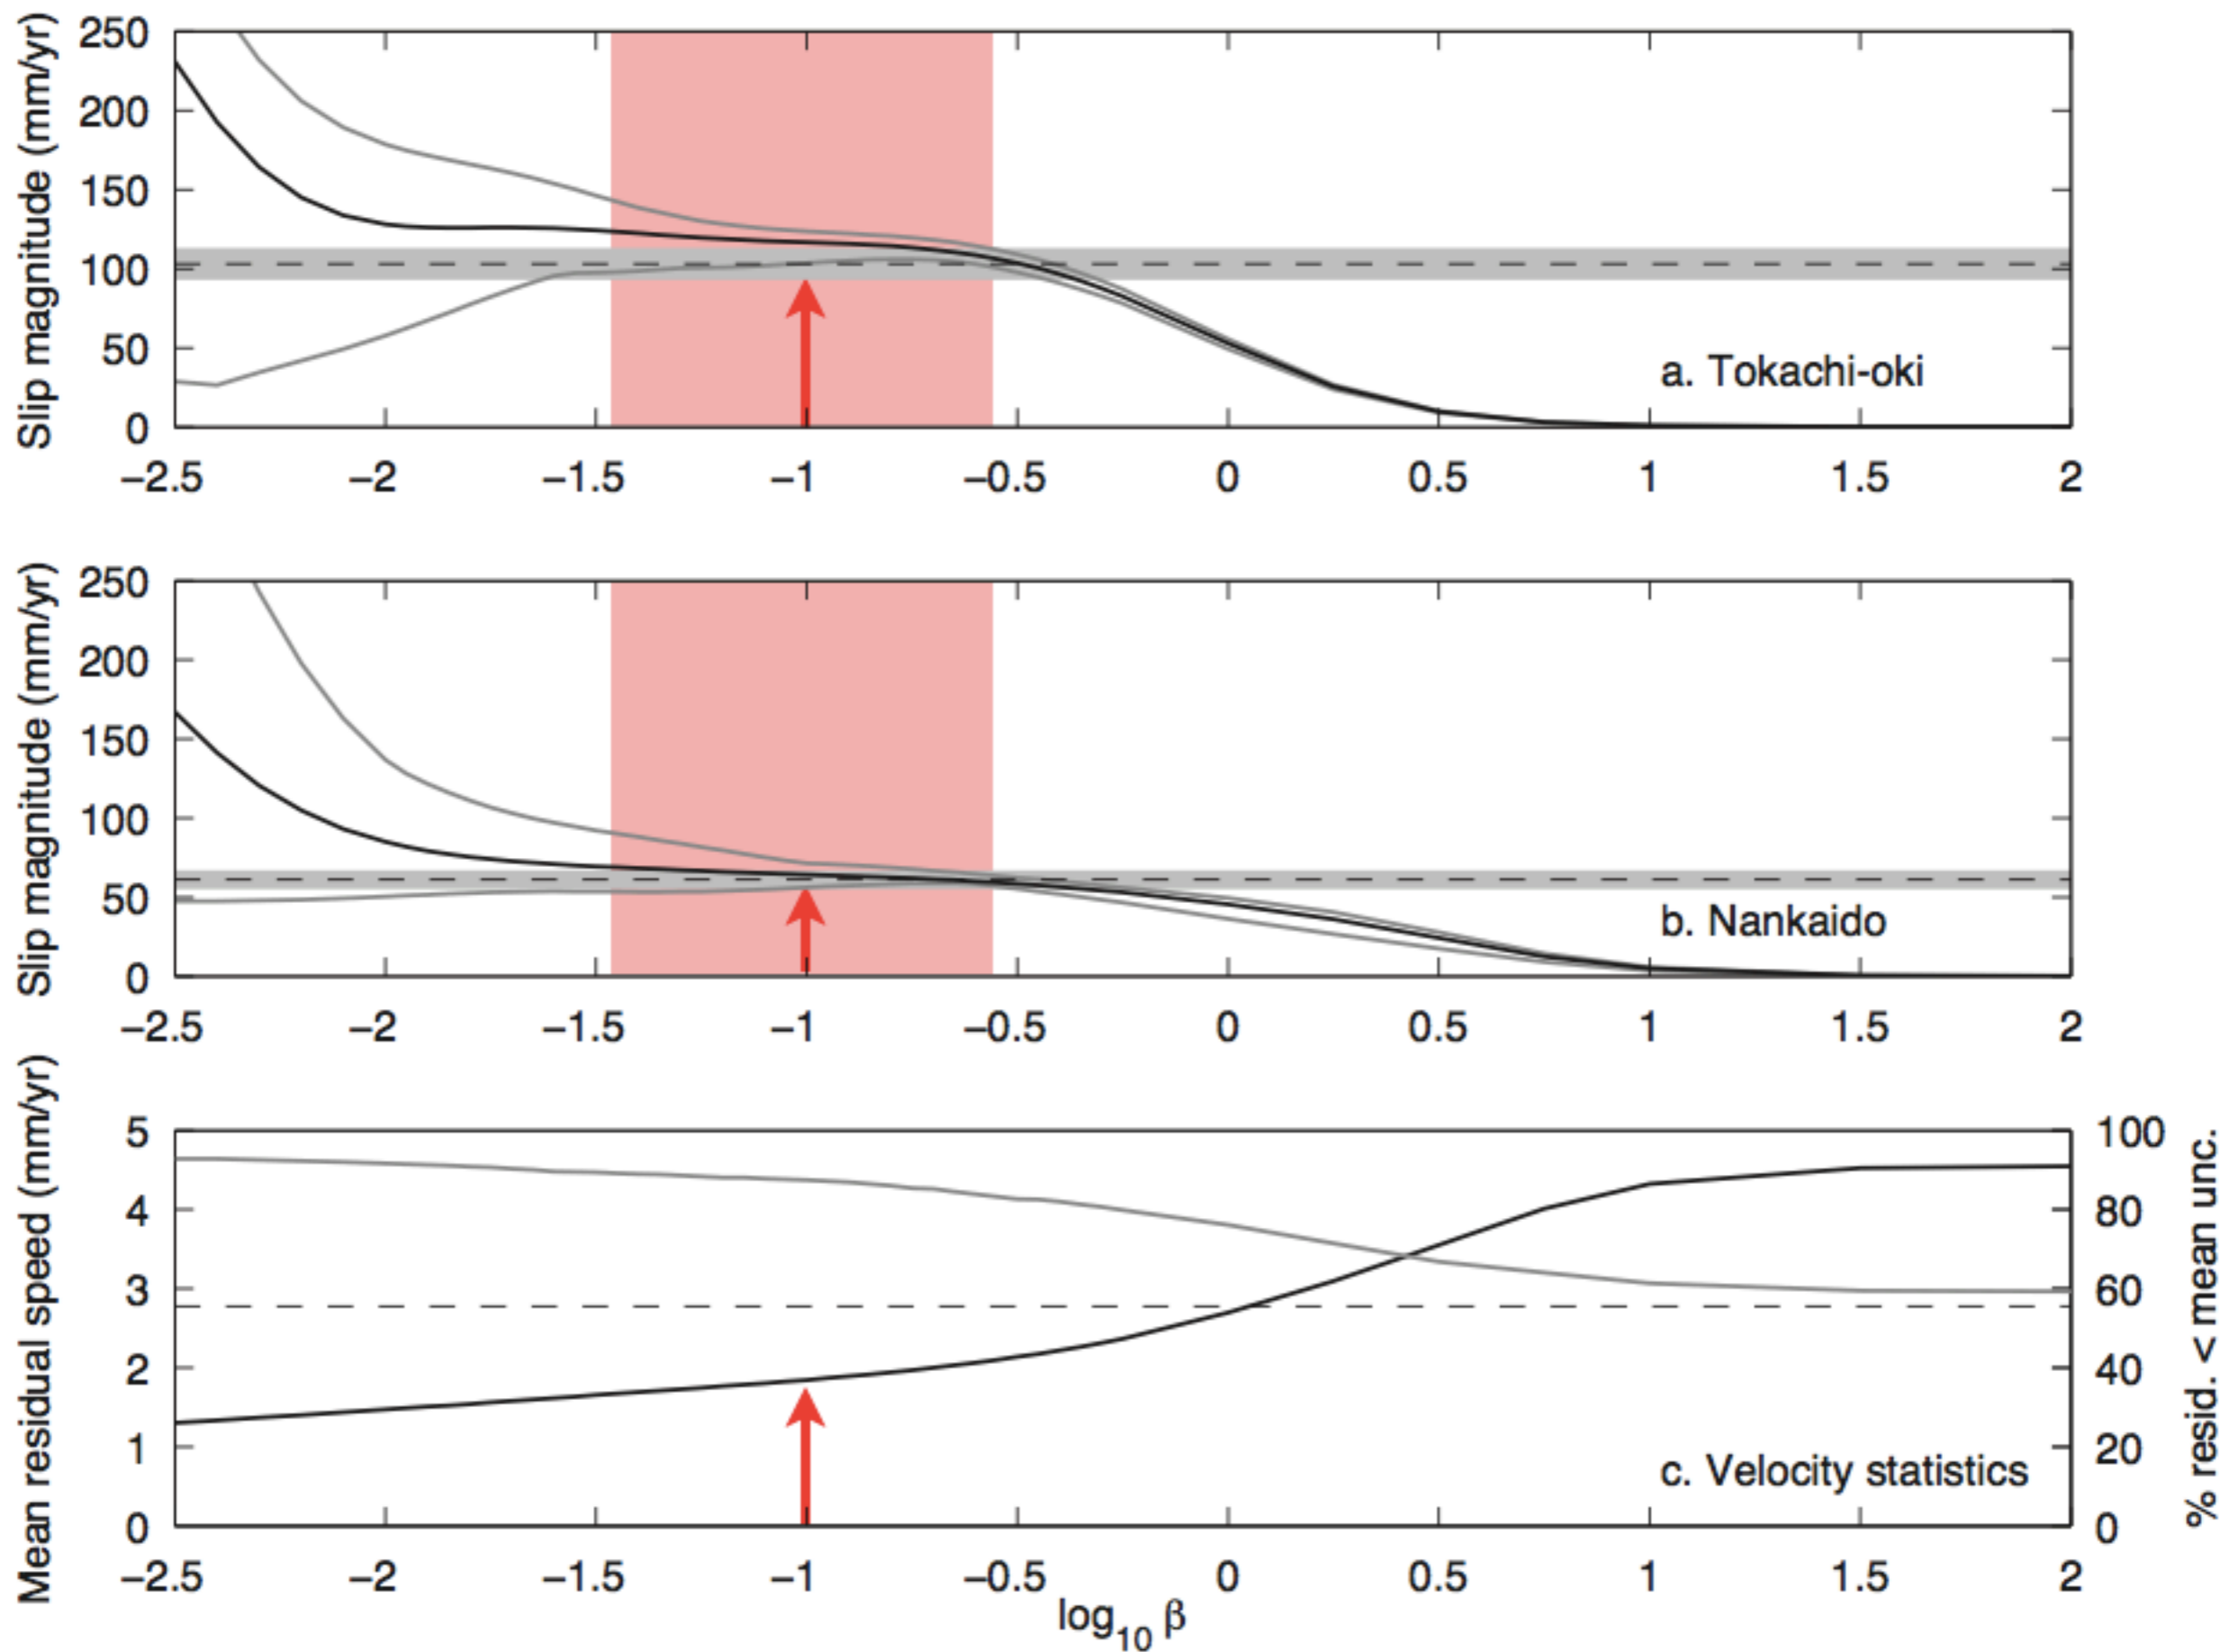 Slip magnitude (mm/yr)
250
200
150
100
50
0
a. Tokachi-oki
−2.5 −2 −1.5 −1 −0.5 0 0.5 1 1.5 2
Slip magnitude (mm/yr)
250
200
150
100
50
0
b. Nankaido
−2.5 −2 −1.5 −1 −0.5 0 0.5 1 1.5 2
Mean residual speed (mm/yr)
5
4
3
2
1
0
c. Velocity statistics
100
80
60
40
20
0
% resid. < mean unc.
−2.5 −2 −1.5 −1 −0.5 0 0.5 1 1.5 2
log10 β